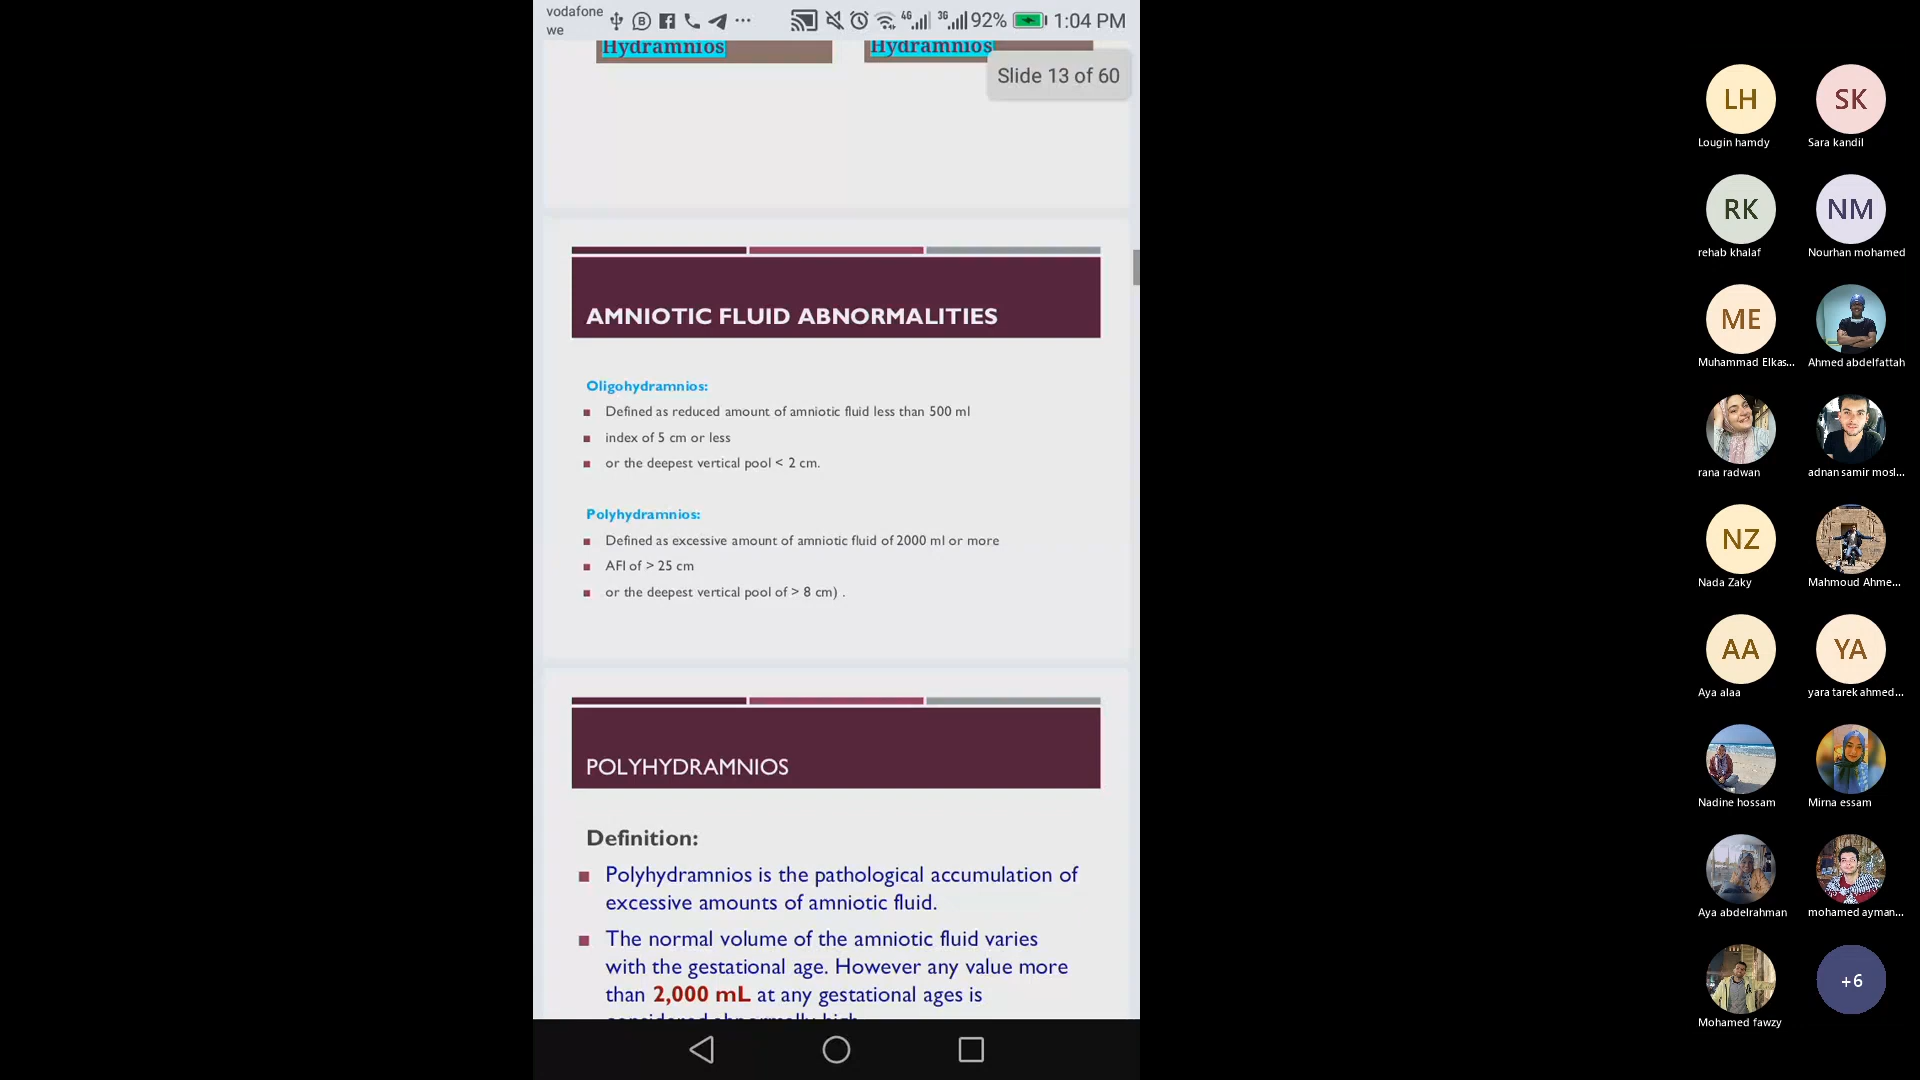 vodafone
we
4G 3G 92% 1:04 PM
Hydramnios Hydramnios
Slide 13 of 60
AMNIOTIC FLUID ABNORMALITIES
Oligohydramnios:
▪ Defined as reduced amount of amniotic fluid less than 500 ml
▪ index of 5 cm or less
▪ or the deepest vertical pool < 2 cm.
Polyhydramnios:
▪ Defined as excessive amount of amniotic fluid of 2000 ml or more
▪ AFI of > 25 cm
▪ or the deepest vertical pool of > 8 cm) .
POLYHYDRAMNIOS
Definition:
▪ Polyhydramnios is the pathological accumulation of
excessive amounts of amniotic fluid.
▪ The normal volume of the amniotic fluid varies
with the gestational age. However any value more
than 2,000 mL at any gestational ages is
considered abnormally high
LH SK
Lougin hamdy Sara kandil
RK NM
rehab khalaf Nourhan mohamed
ME
Muhammad Elkas... Ahmed abdelfattah
rana radwan adnan samir mosl...
NZ
Nada Zaky Mahmoud Ahme...
AA YA
Aya alaa yara tarek ahmed...
Nadine hossam Mirna essam
Aya abdelrahman mohamed ayman...
+6
Mohamed fawzy